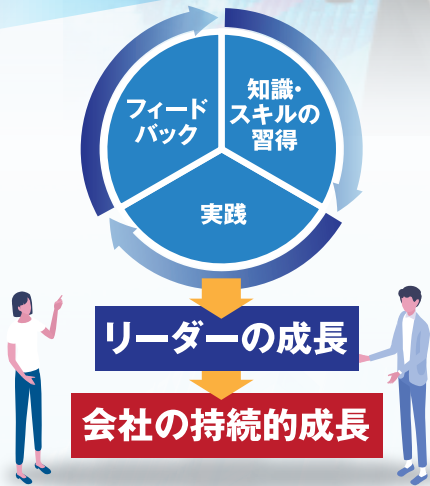 フィード
バック
知識・
スキルの
習得
実践
リーダーの成長
会社の持続的成長